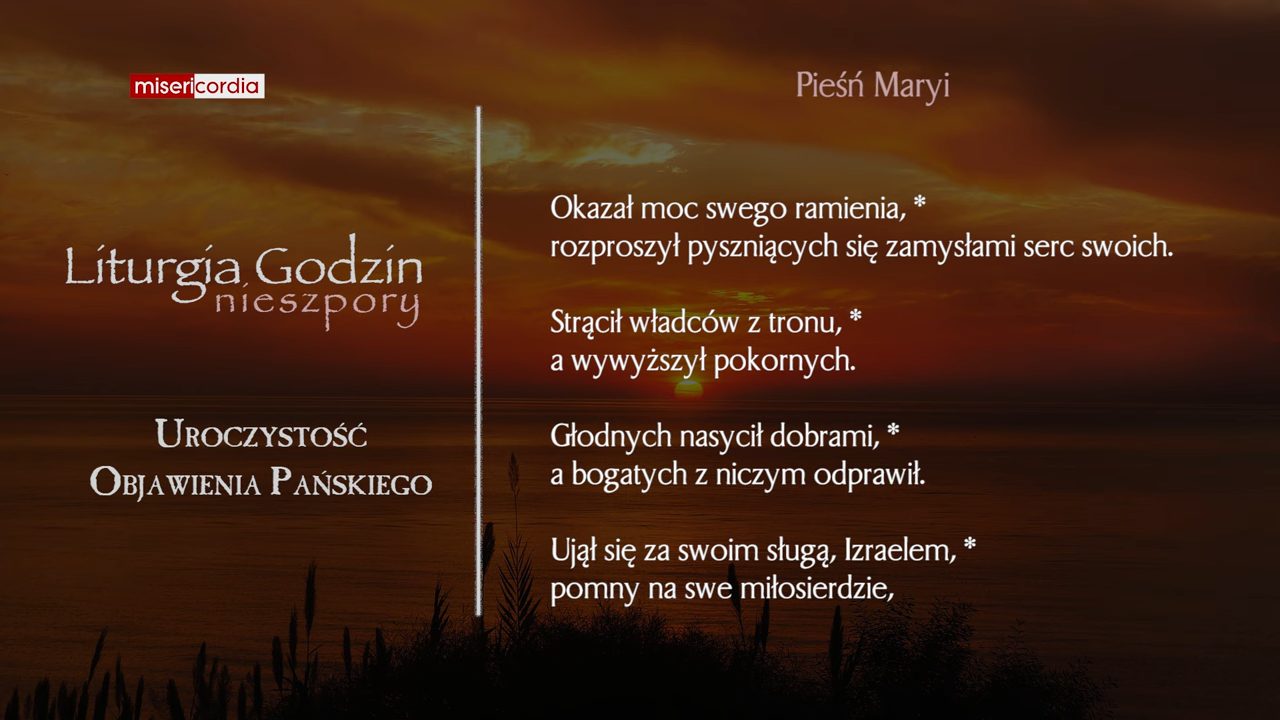 misericordia
Liturgia Godzin
nieszpory
Uroczystość
Objawienia Pańskiego
Pieśń Maryi
Okazał moc swego ramienia, *
rozproszył pyszniących się zamysłami serc swoich.
Strącił władców z tronu, *
a wywyższył pokornych.
Głodnych nasycił dobrami, *
a bogatych z niczym odprawił.
Ujął się za swoim sługą, Izraelem, *
pomny na swe miłosierdzie,